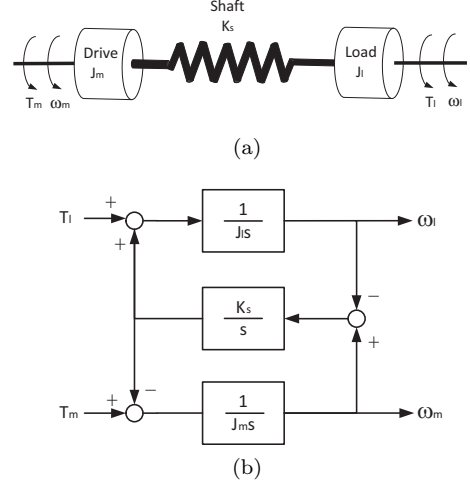 Shaft
Kₛ
Drive
Jₘ
Load
Jₗ
Tₘ ωₘ
Tₗ ωₗ
(a)
Tₗ
+
+
1
Jₗs
ωₗ
Kₛ
s
−
+
Tₘ
+
−
1
Jₘs
ωₘ
(b)